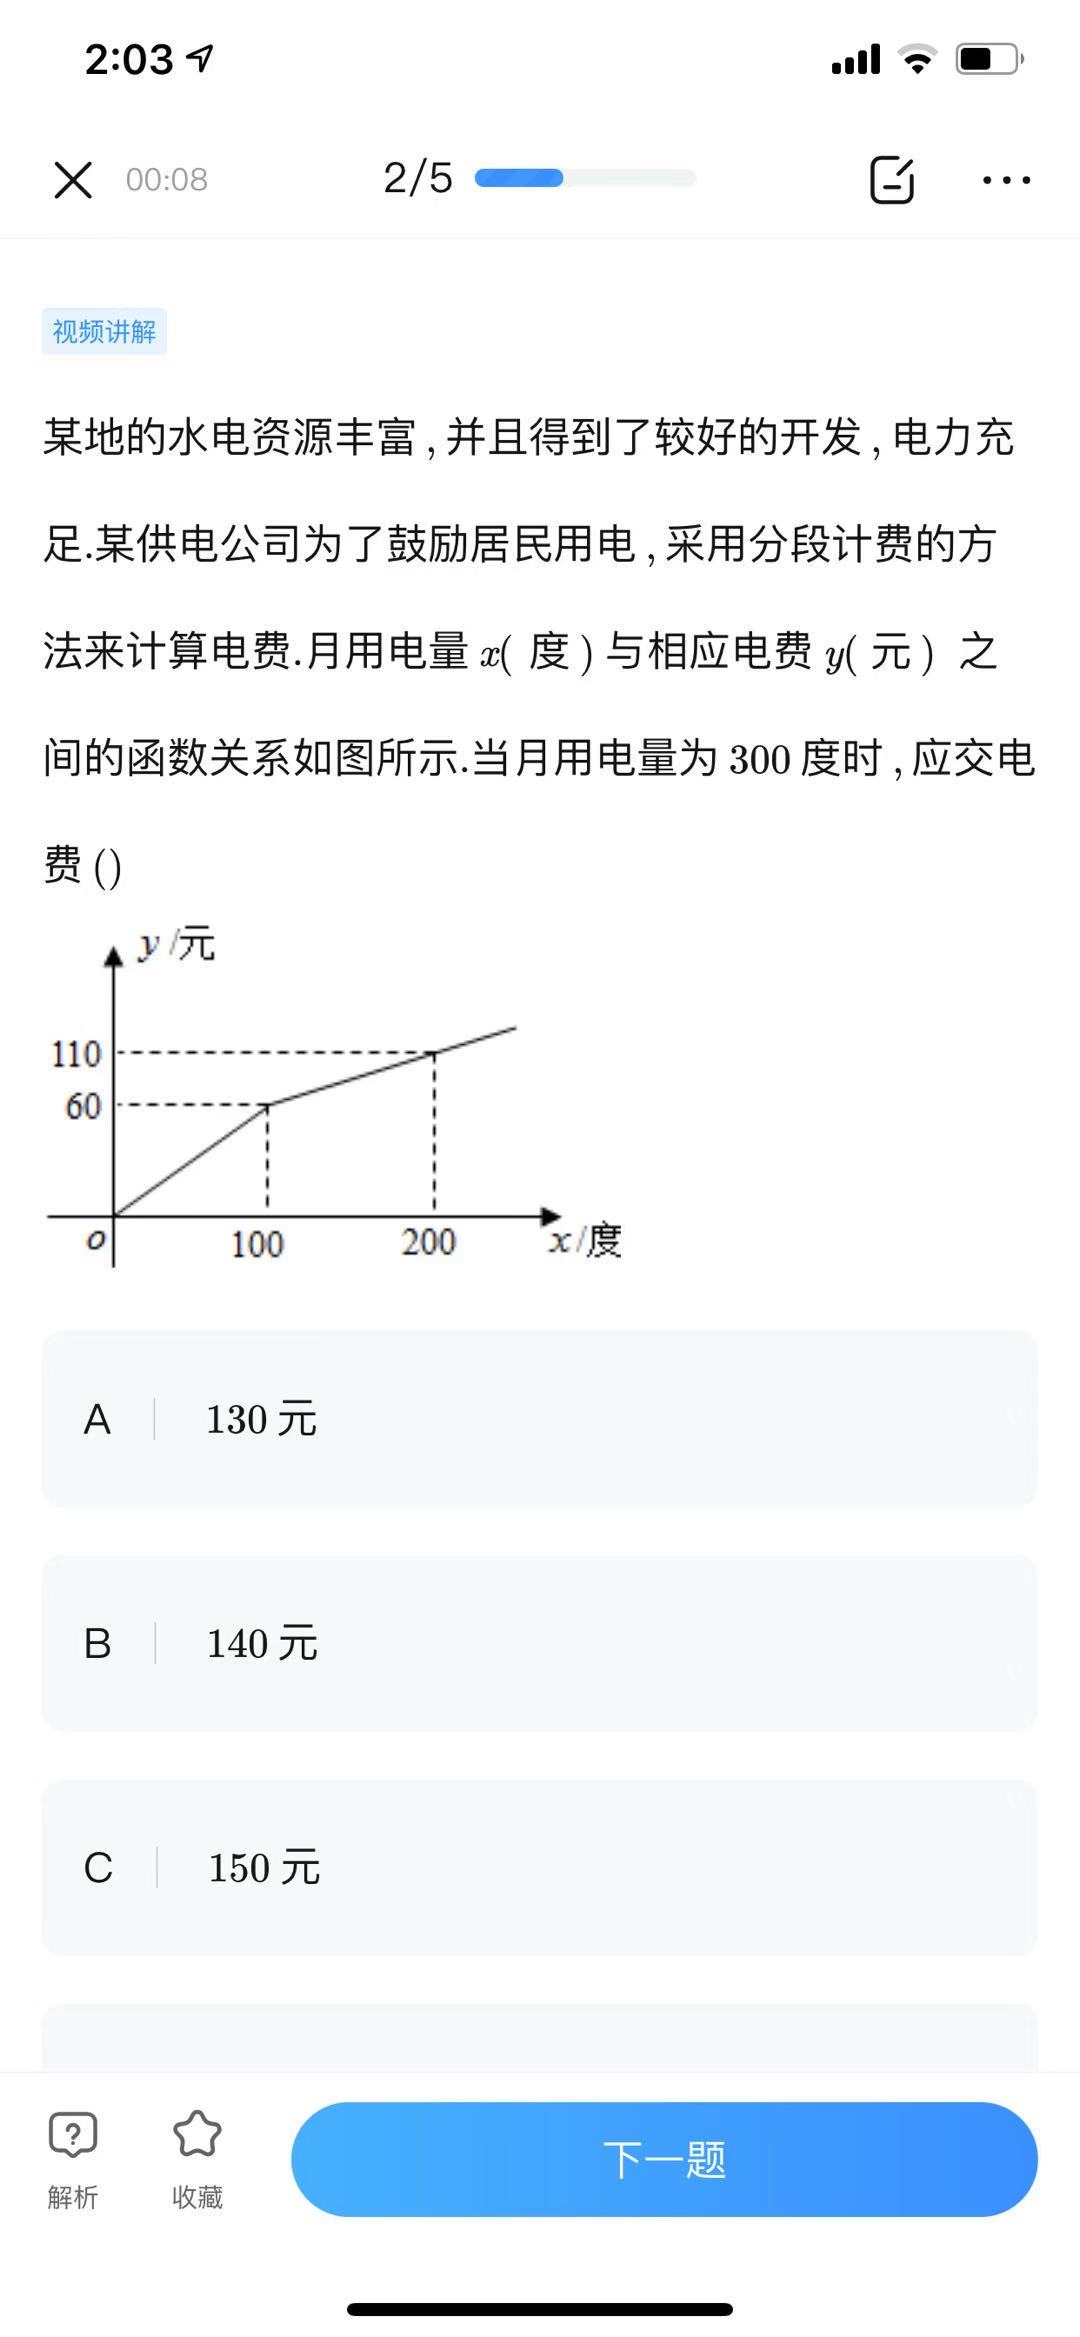 2:03
00:08
2/5
视频讲解
某地的水电资源丰富,并且得到了较好的开发,电力充
足.某供电公司为了鼓励居民用电,采用分段计费的方
法来计算电费.月用电量 x( 度 ) 与相应电费 y( 元 ) 之
间的函数关系如图所示.当月用电量为 300 度时,应交电
费 ()
y /元
110
60
o
100
200
x/度
A 130 元
B 140 元
C 150 元
解析
收藏
下一题